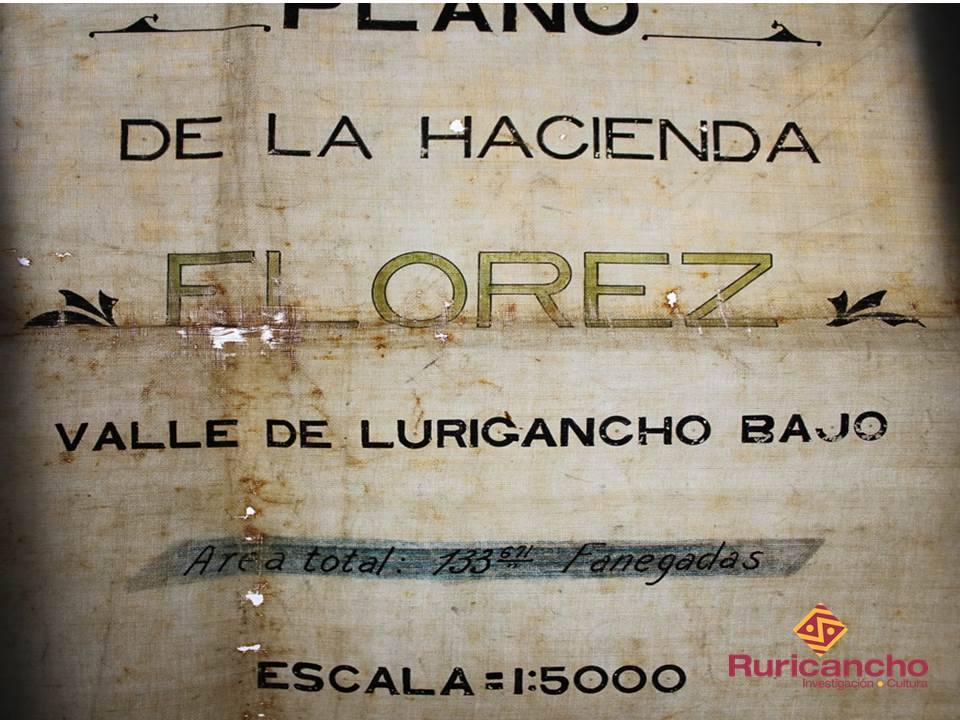 PLANO
DE LA HACIENDA
FLOREZ
VALLE DE LURIGANCHO BAJO
Area total: 133 671 Fanegadas
ESCALA = 1:5000
Ruricancho
Investigación • Cultura